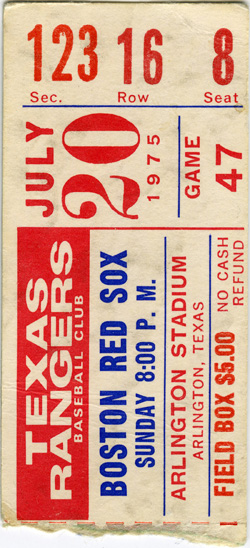 123 16 8
Sec. Row Seat
JULY
20
1975
GAME
47
TEXAS
RANGERS
BASEBALL CLUB
BOSTON RED SOX
SUNDAY 8:00 P. M.
ARLINGTON STADIUM
ARLINGTON, TEXAS
FIELD BOX $5.00
NO CASH
REFUND